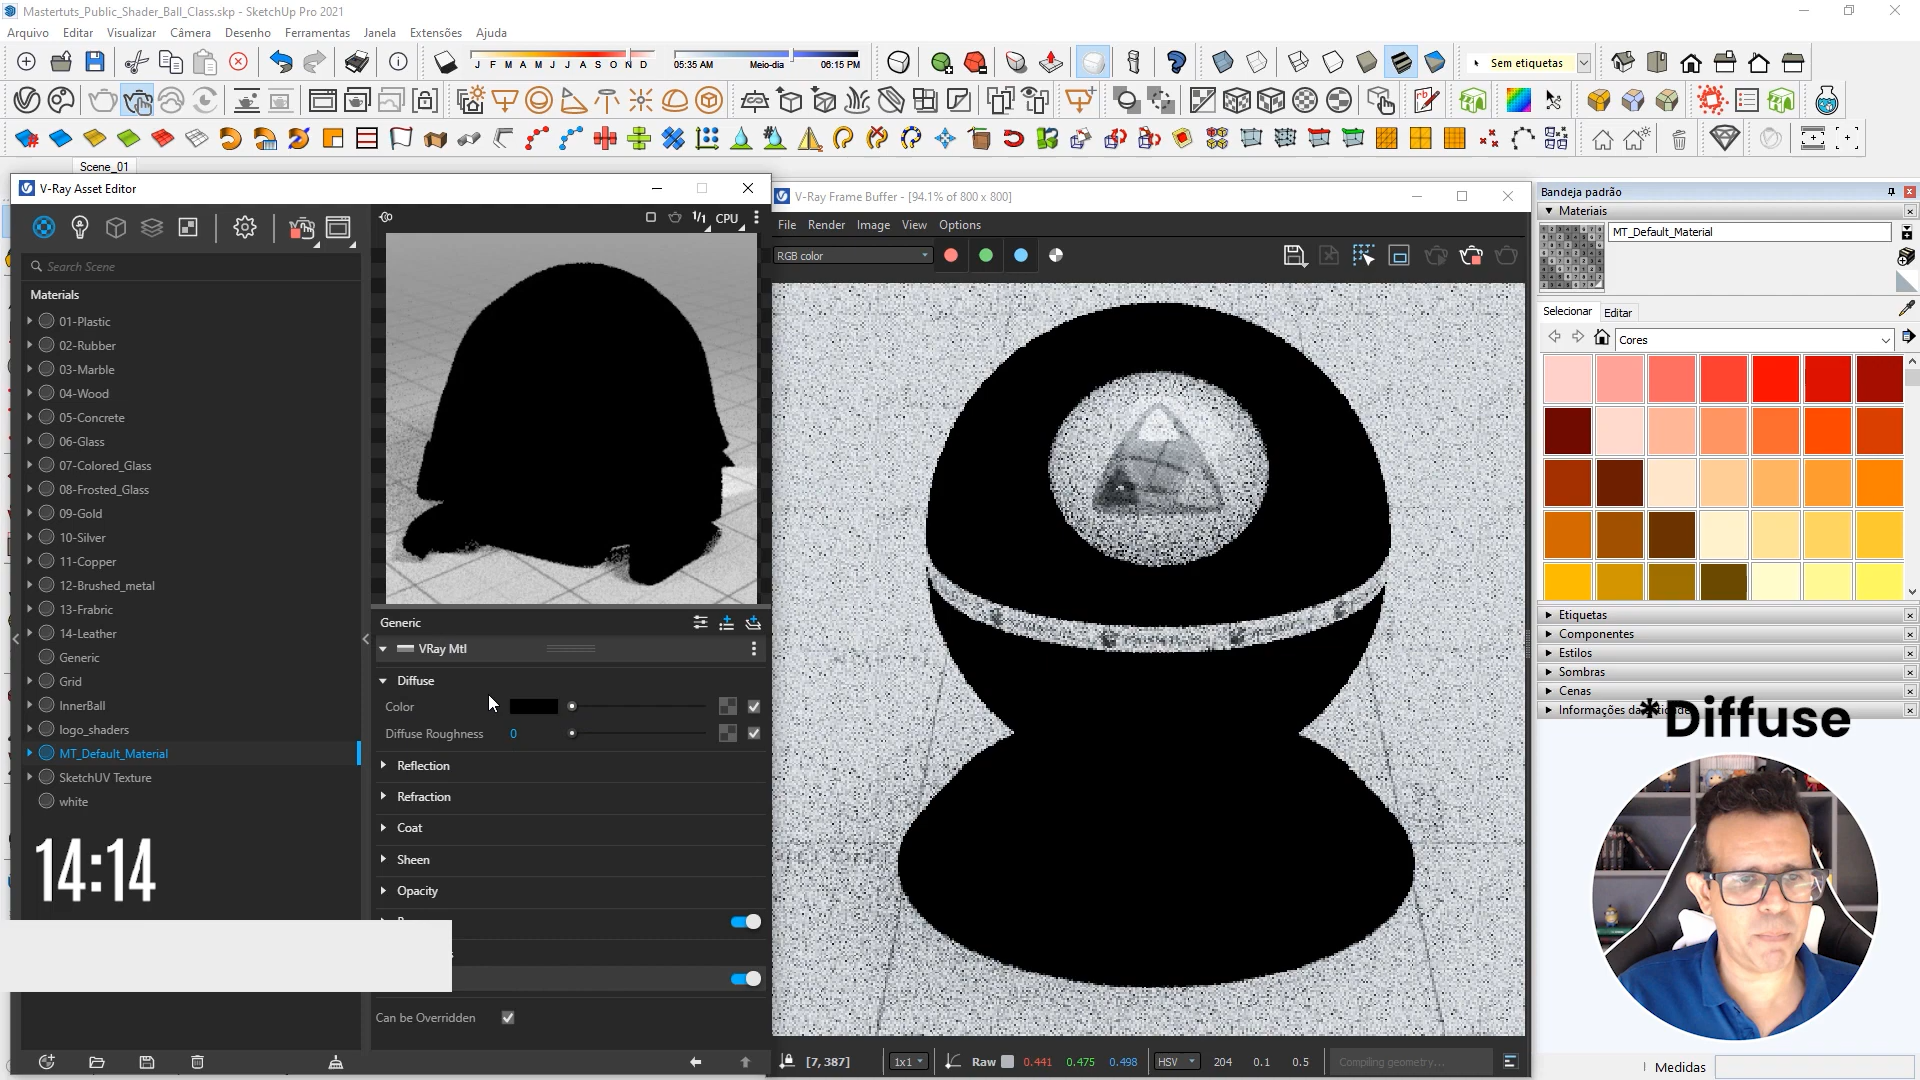 Mastertuts_Public_Shader_Ball_Class.skp - SketchUp Pro 2021
Arquivo Editar Visualizar Câmera Desenho Ferramentas Janela Extensões Ajuda
J F M A M J J A S O N D
05:35 AM Meio-dia 06:15 PM
Sem etiquetas
Scene_01
V-Ray Asset Editor
1/1 CPU
Search Scene
Materials
01-Plastic
02-Rubber
03-Marble
04-Wood
05-Concrete
06-Glass
07-Colored_Glass
08-Frosted_Glass
09-Gold
10-Silver
11-Copper
12-Brushed_metal
13-Frabric
14-Leather
Generic
Grid
InnerBall
logo_shaders
MT_Default_Material
SketchUV Texture
white
14:14
Generic
VRay Mtl
Diffuse
Color
Diffuse Roughness 0
Reflection
Refraction
Coat
Sheen
Opacity
Can be Overridden
V-Ray Frame Buffer - [94.1% of 800 x 800]
File Render Image View Options
RGB color
[7, 387]
1x1
Raw 0.441 0.475 0.498
HSV 204 0.1 0.5
Compiling geometry...
Bandeja padrão
Materiais
MT_Default_Material
Selecionar Editar
Cores
Etiquetas
Componentes
Estilos
Sombras
Cenas
Informações da
*Diffuse
Medidas